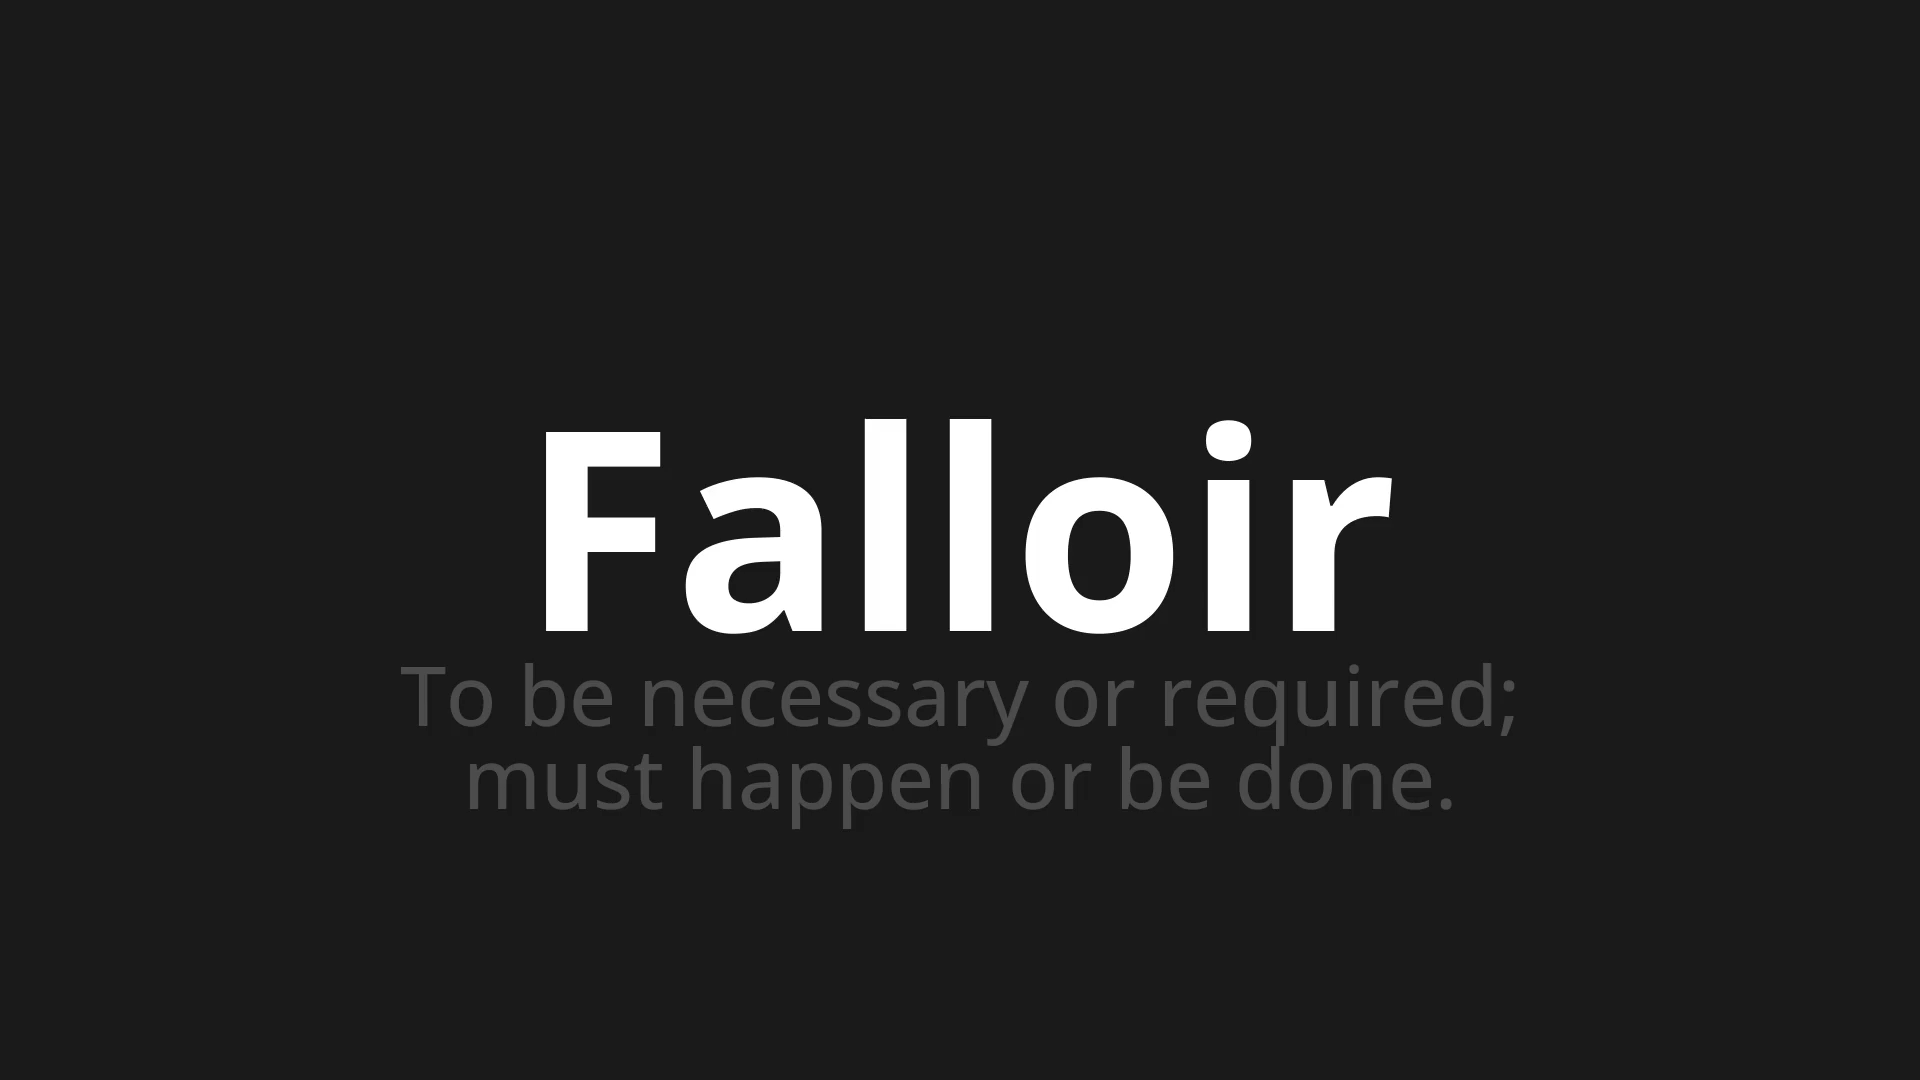 Falloir
To be necessary or required;
must happen or be done.